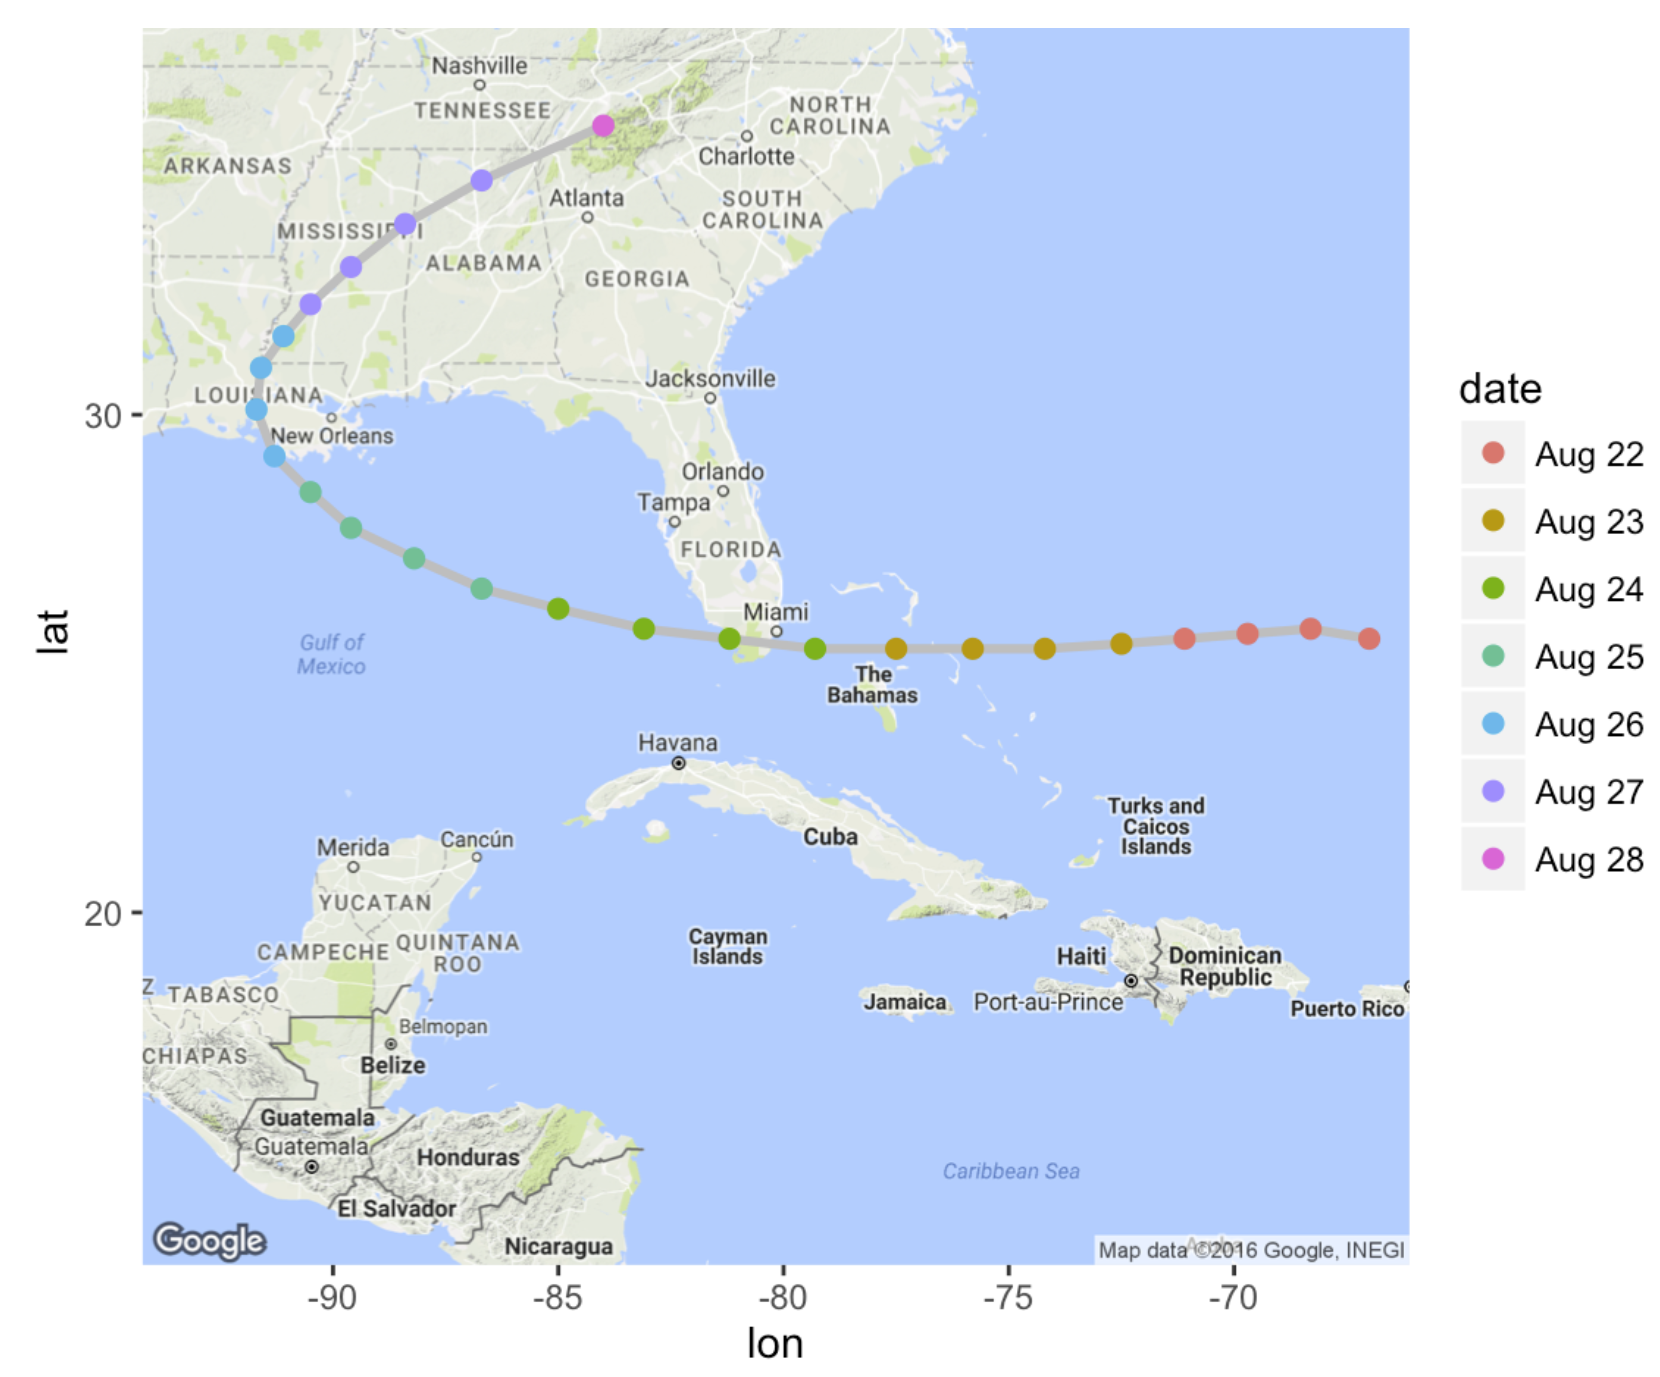 Nashville
TENNESSEE
NORTH
CAROLINA
Charlotte
ARKANSAS
Atlanta
SOUTH
CAROLINA
MISSISSIPPI
ALABAMA
GEORGIA
Jacksonville
LOUISIANA
New Orleans
Orlando
Tampa
FLORIDA
Miami
Gulf of
Mexico
The
Bahamas
Havana
Cuba
Turks and
Caicos
Islands
Merida
Cancún
YUCATAN
CAMPECHE
QUINTANA
ROO
Cayman
Islands
Haiti
Dominican
Republic
Z
TABASCO
Jamaica
Port-au-Prince
Puerto Rico
Belmopan
CHIAPAS
Belize
Guatemala
Guatemala
Honduras
Caribbean Sea
El Salvador
Nicaragua
Google
Map data ©2016 Google, INEGI
30
20
lat
-90
-85
-80
-75
-70
lon
date
Aug 22
Aug 23
Aug 24
Aug 25
Aug 26
Aug 27
Aug 28